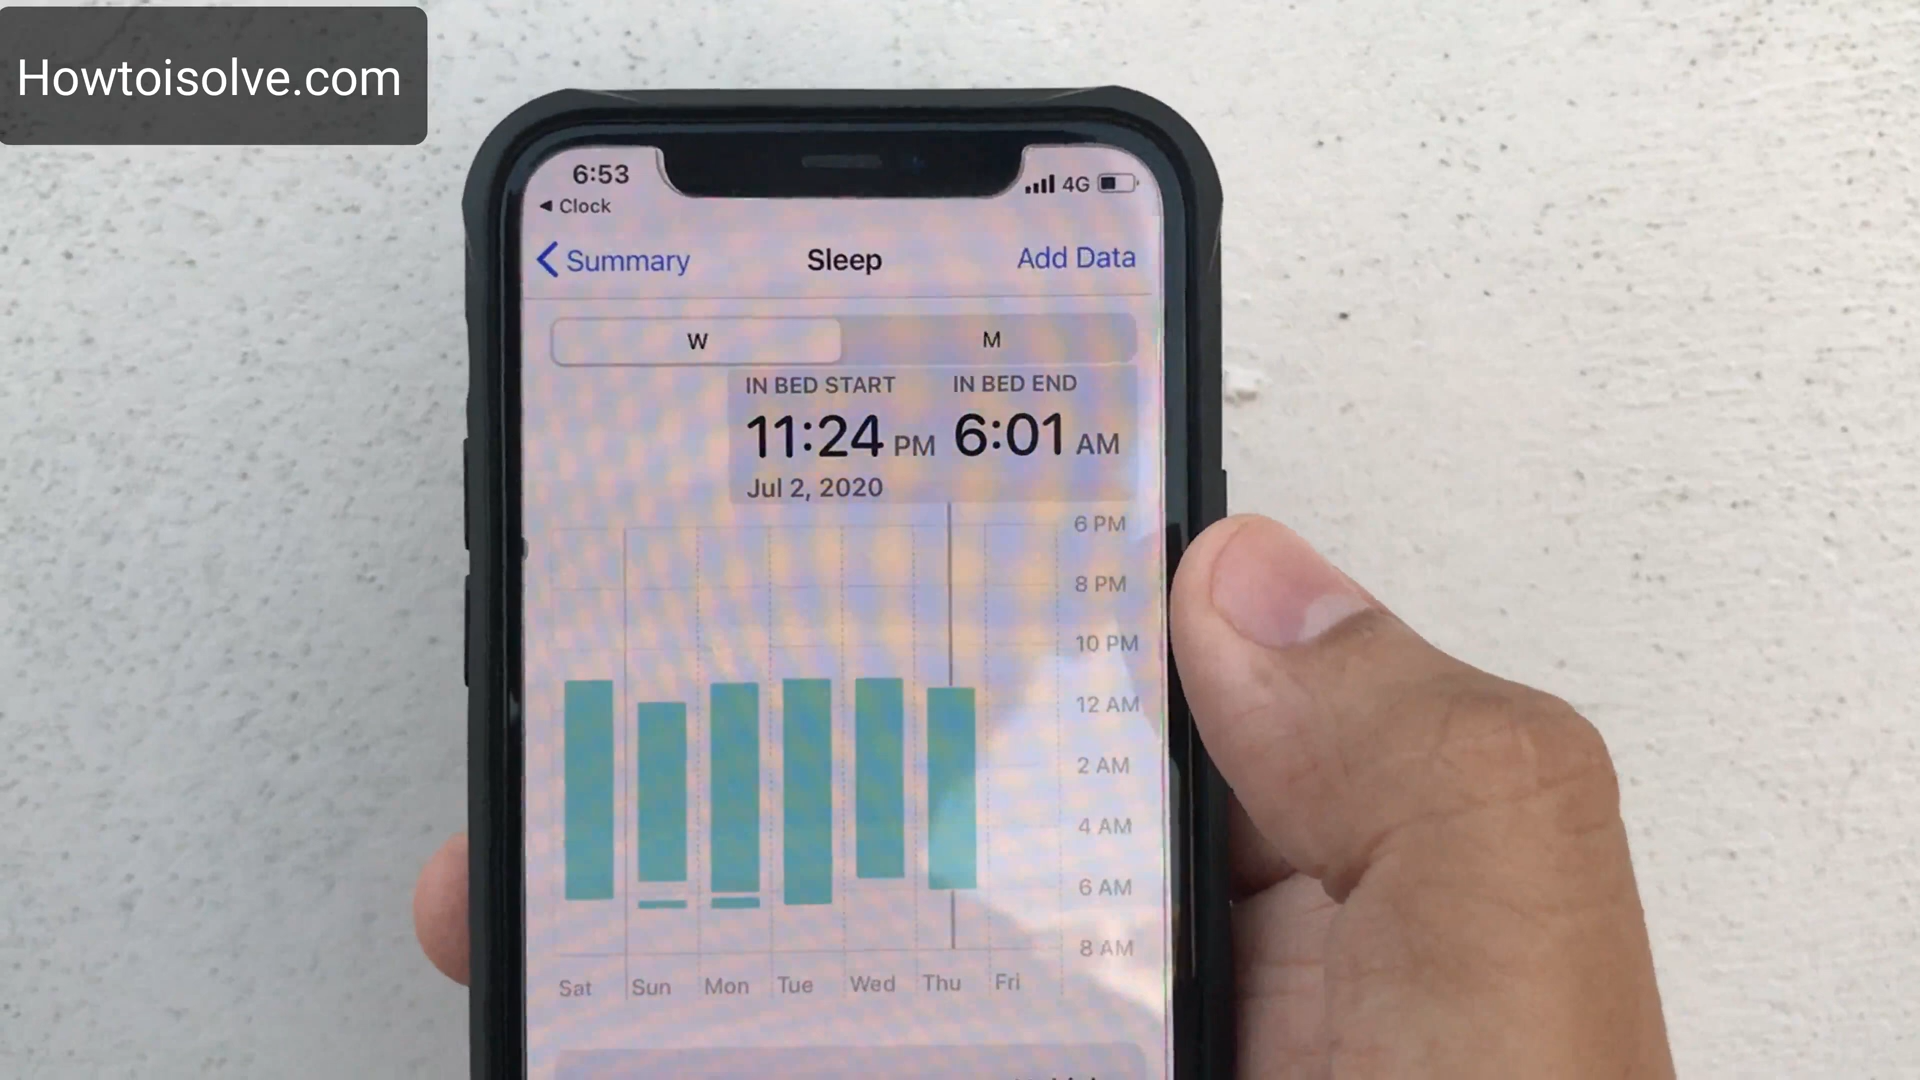 Howtoisolve.com
6:53
4G
◀ Clock
Summary
Sleep
Add Data
W
M
IN BED START
IN BED END
11:24 PM
6:01 AM
Jul 2, 2020
6 PM
8 PM
10 PM
12 AM
2 AM
4 AM
6 AM
8 AM
Sat
Sun
Mon
Tue
Wed
Thu
Fri